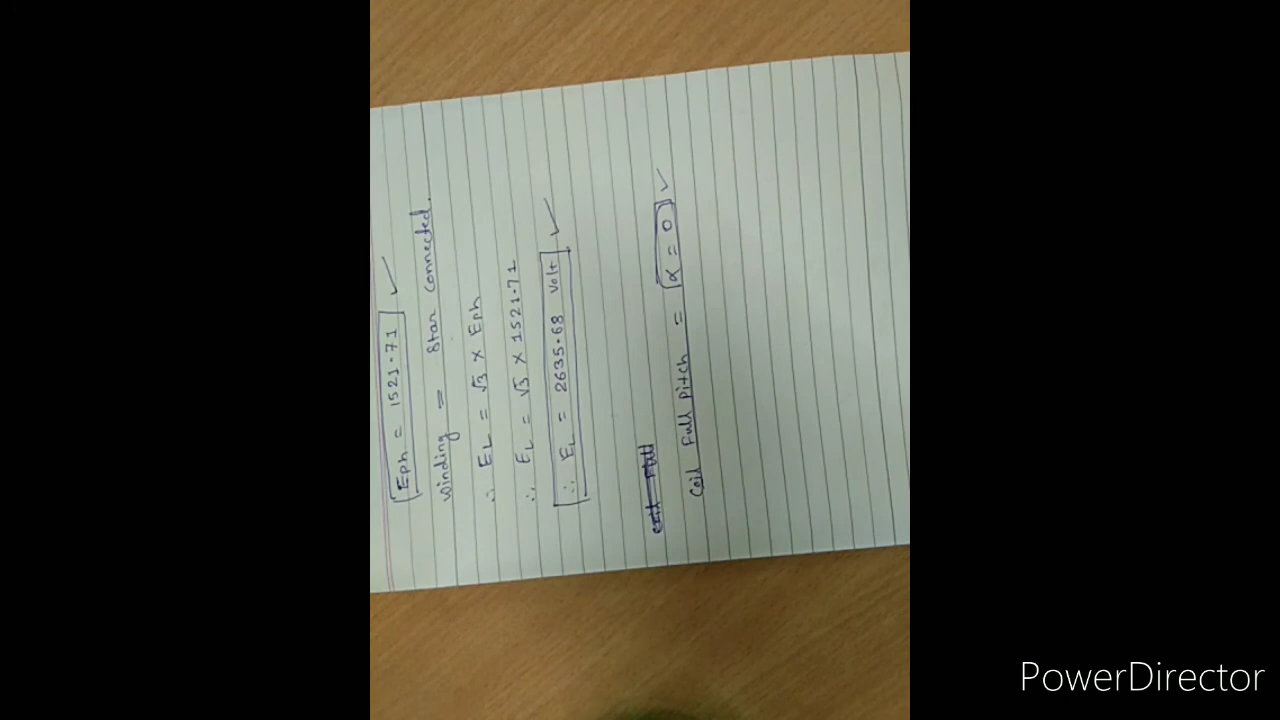 Eph = 1521.71
Winding = Star Connected.
∴ EL = √3 × Eph
∴ EL = √3 × 1521.71
∴ EL = 2635.68 Volt
Coil Full pitch = α = 0
PowerDirector